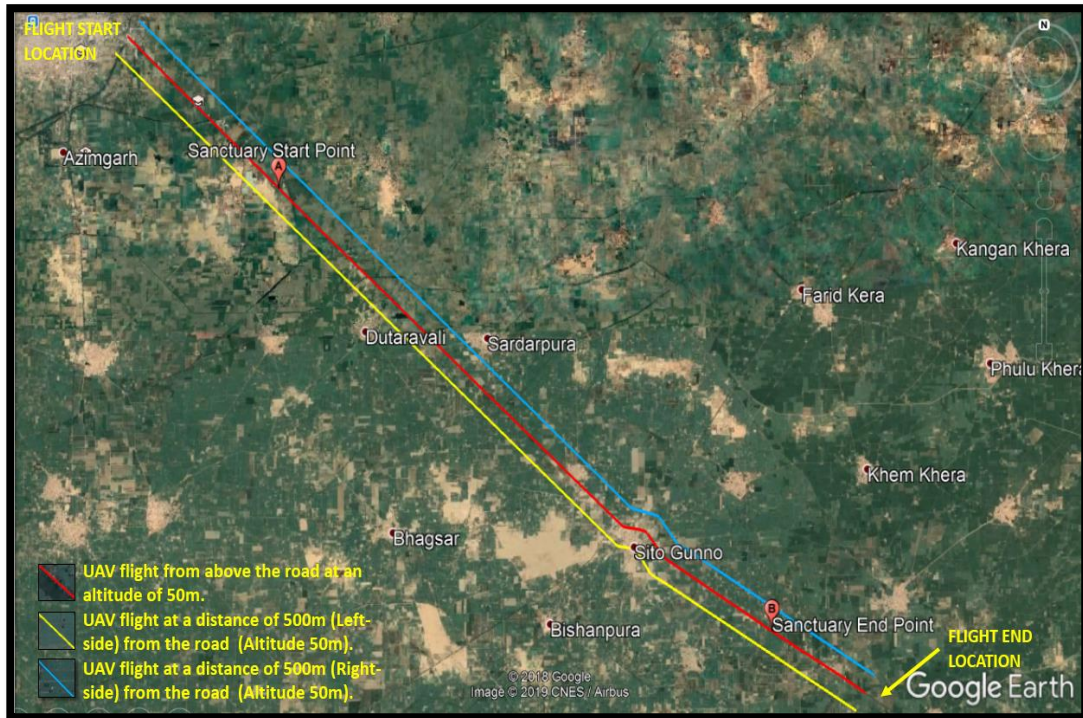 FLIGHT START
LOCATION
N
Azimgarh
Sanctuary Start Point
A
Kangan Khera
Farid Kera
Dutaravali
Sardarpura
Phulu Khera
Khem Khera
Bhagsar
Sito Gunno
UAV flight from above the road at an
altitude of 50m.
UAV flight at a distance of 500m (Left-
side) from the road (Altitude 50m).
UAV flight at a distance of 500m (Right-
side) from the road (Altitude 50m).
B
Sanctuary End Point
Bishanpura
FLIGHT END
LOCATION
© 2018 Google
Image © 2019 CNES / Airbus
Google Earth